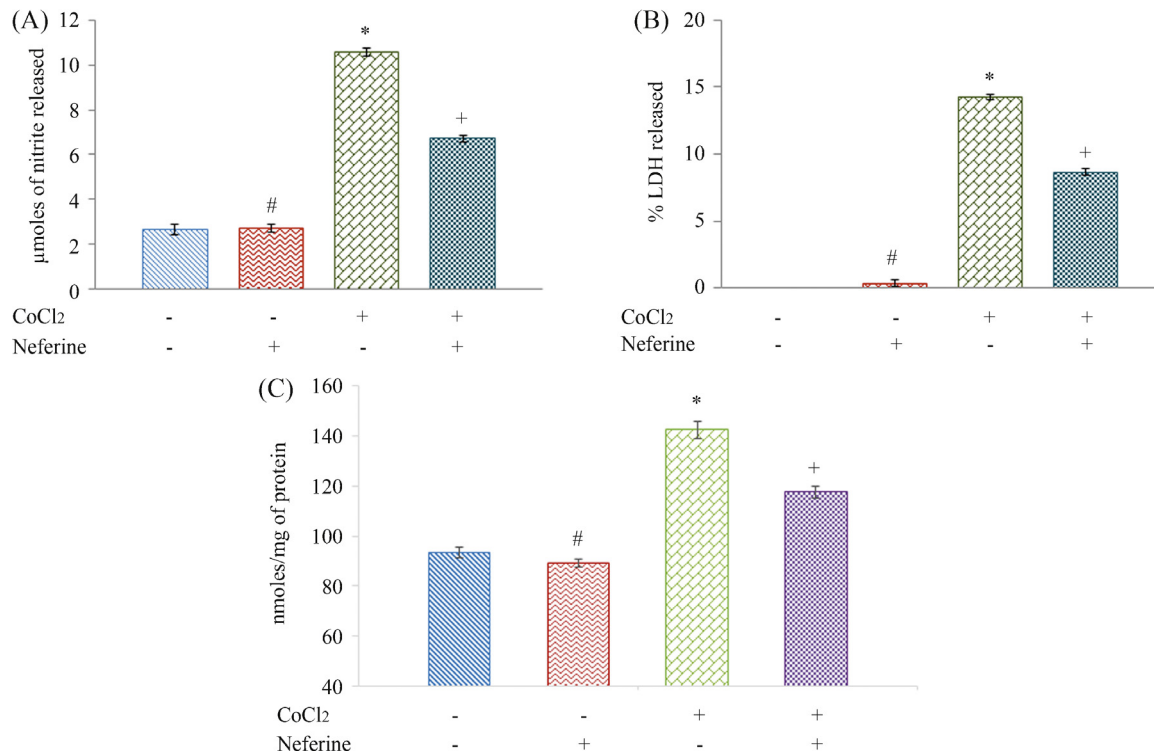 (A)
μmoles of nitrite released
12
10
8
6
4
2
0
*
+
#
CoCl2 - - + +
Neferine - + - +
(B)
% LDH released
20
15
10
5
0
*
+
#
CoCl2 - - + +
Neferine - + - +
(C)
nmoles/mg of protein
160
140
120
100
80
60
40
*
+
#
CoCl2 - - + +
Neferine - + - +